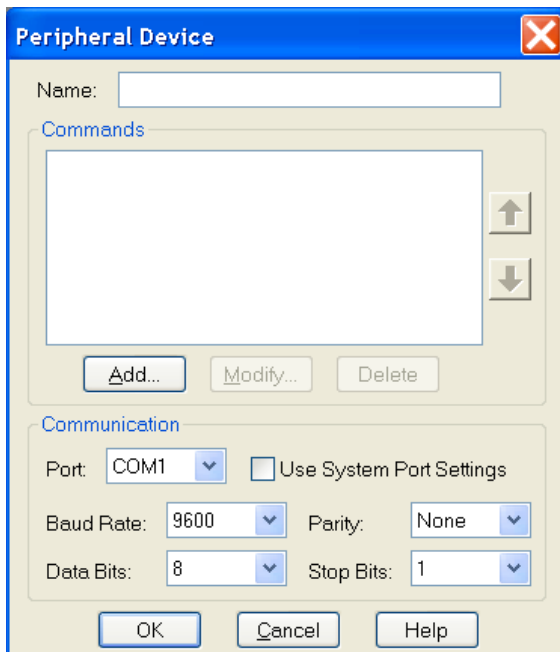 Peripheral Device
Name:
Commands
Add... Modify... Delete
Communication
Port: COM1 Use System Port Settings
Baud Rate: 9600 Parity: None
Data Bits: 8 Stop Bits: 1
OK Cancel Help